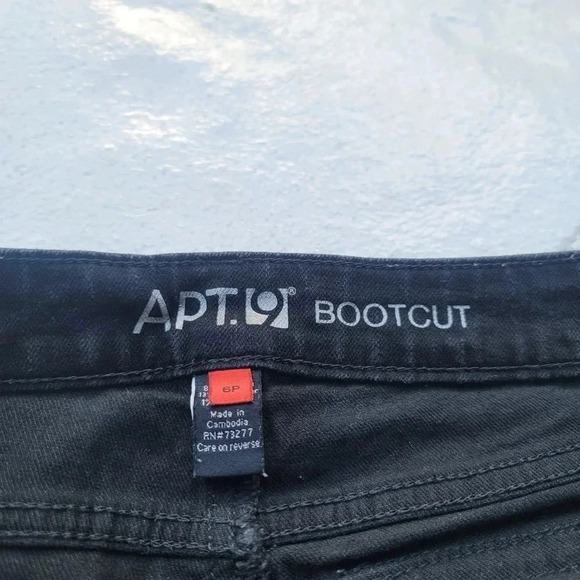 APT.9® BOOTCUT
6P
Made in
Cambodia
RN#73277
Care on reverse